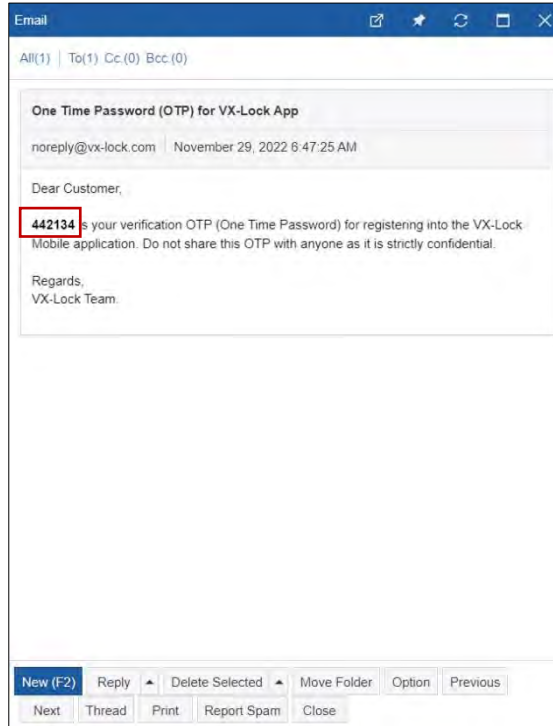 Email
All(1) | To(1) Cc.(0) Bcc.(0)
One Time Password (OTP) for VX-Lock App
noreply@vx-lock.com | November 29, 2022 6:47:25 AM
Dear Customer,
442134 is your verification OTP (One Time Password) for registering into the VX-Lock
Mobile application. Do not share this OTP with anyone as it is strictly confidential.
Regards,
VX-Lock Team.
New (F2) Reply Delete Selected Move Folder Option Previous
Next Thread Print Report Spam Close